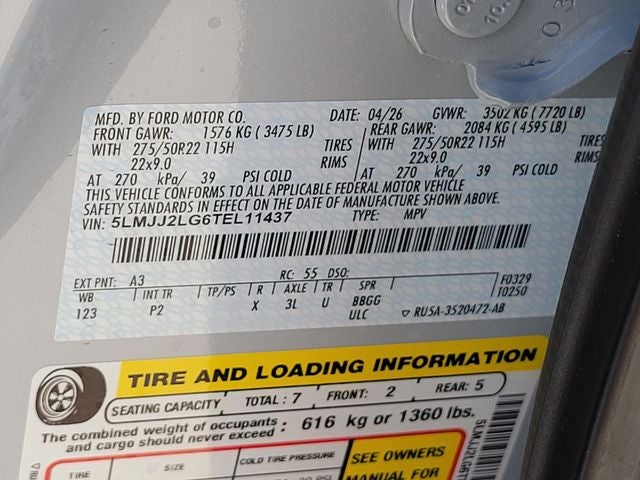 MFD. BY FORD MOTOR CO. DATE: 04/26 GVWR: 3502 KG ( 7720 LB)
FRONT GAWR: 1576 KG ( 3475 LB) REAR GAWR: 2084 KG ( 4595 LB)
WITH 275/50R22 115H TIRES WITH 275/50R22 115H TIRES
22x9.0 RIMS 22x9.0 RIMS
AT 270 kPa/ 39 PSI COLD AT 270 kPa/ 39 PSI COLD
THIS VEHICLE CONFORMS TO ALL APPLICABLE FEDERAL MOTOR VEHICLE
SAFETY STANDARDS IN EFFECT ON THE DATE OF MANUFACTURE SHOWN ABOVE.
VIN: 5LMJJ2LG6TEL11437 TYPE: MPV
EXT PNT: A3 RC: 55 DSO: F0329
WB INT TR TP/PS R AXLE TR SPR T0250
123 P2 X 3L U BBGG
ULC ▽ RU5A-3520472-AB
TIRE AND LOADING INFORMATION
SEATING CAPACITY TOTAL : 7 FRONT: 2 REAR: 5
The combined weight of occupants : 616 kg or 1360 lbs.
and cargo should never exceed
TIRE SIZE COLD TIRE PRESSURE SEE OWNERS
MANUAL FOR